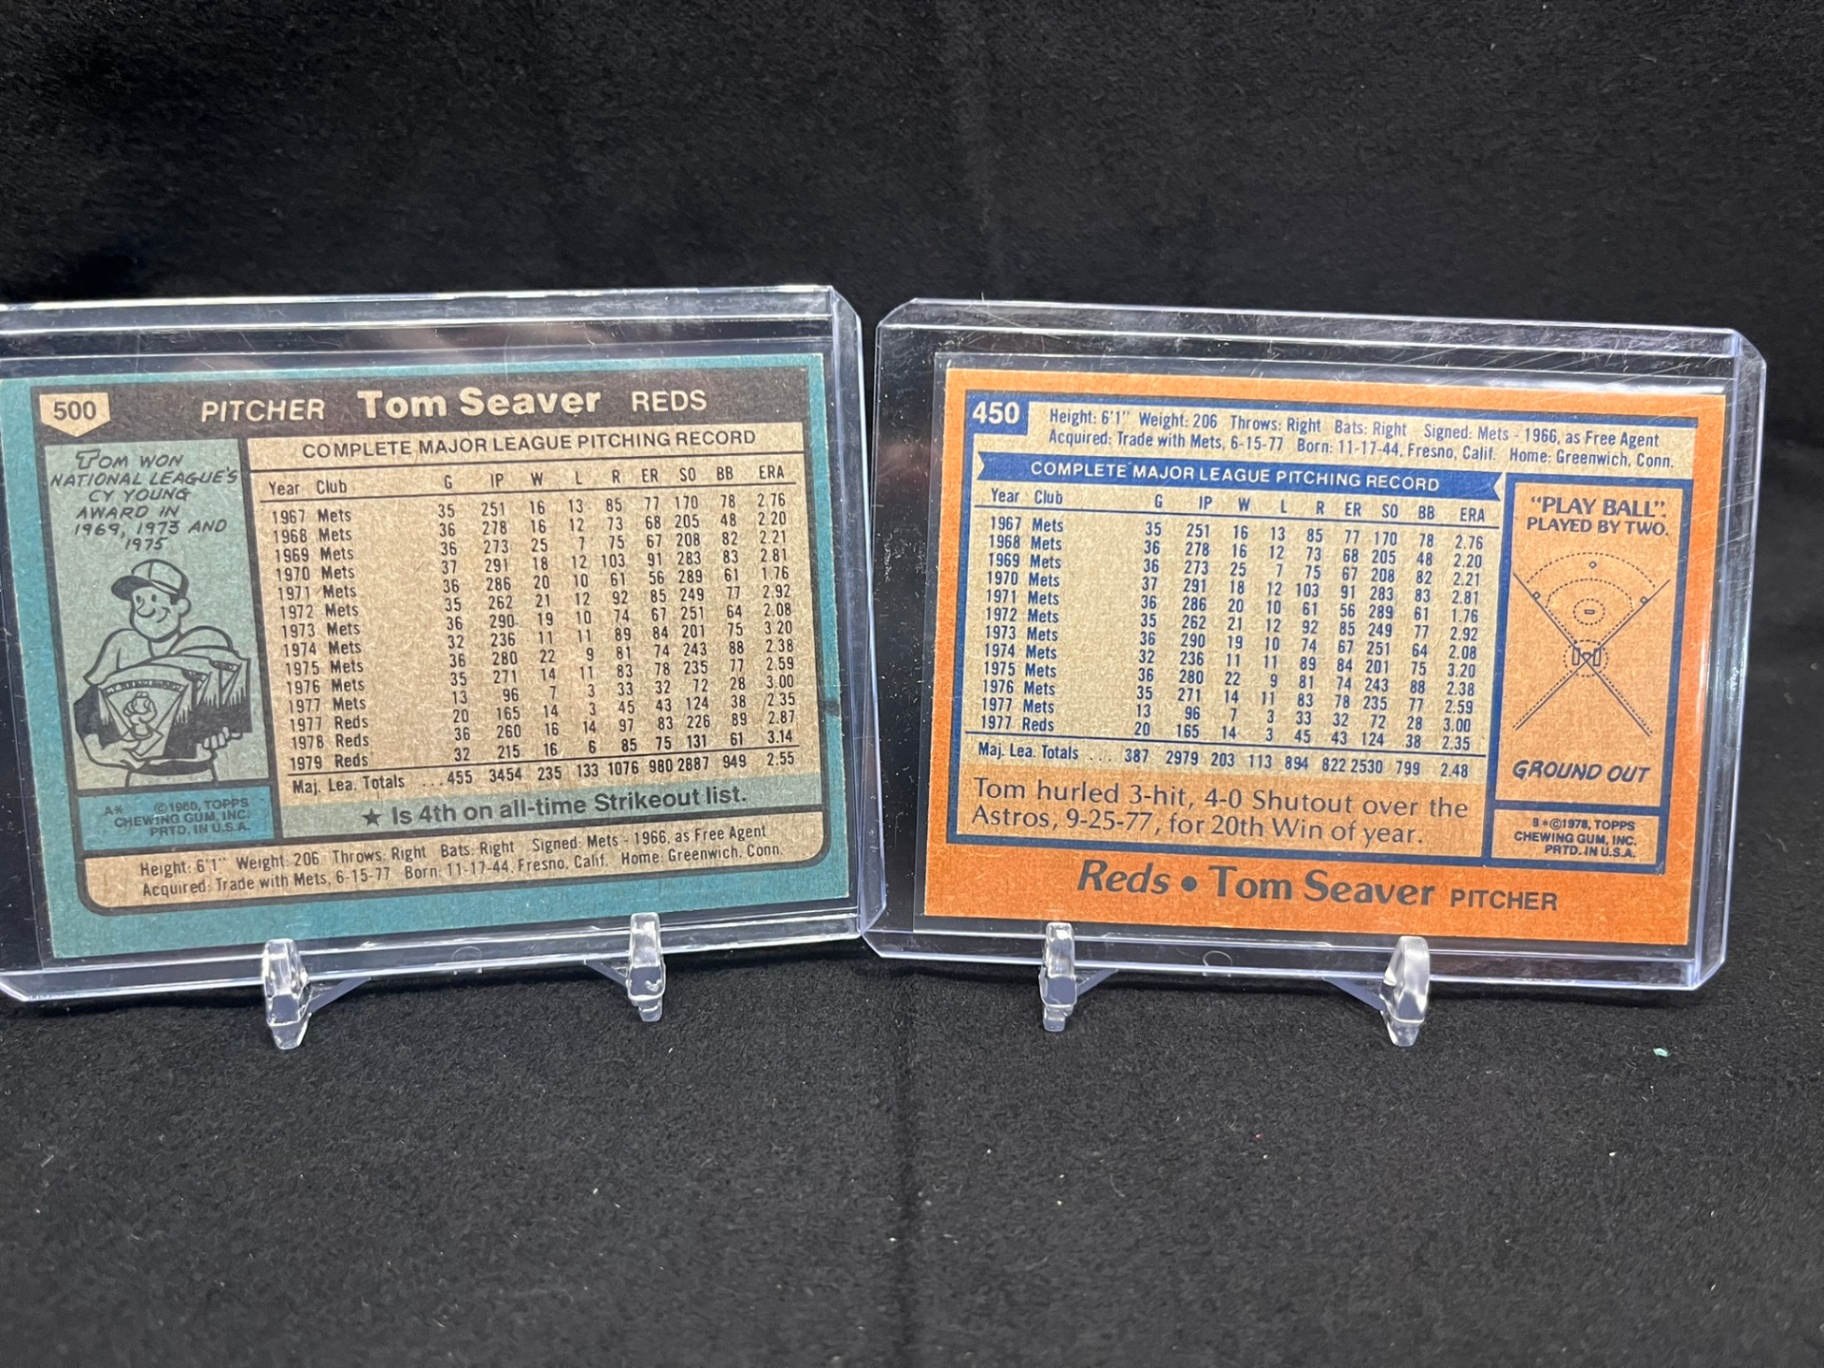 500 PITCHER Tom Seaver REDS
TOM WON
NATIONAL LEAGUE'S
CY YOUNG
AWARD IN
1969, 1973 AND
1975
A* ©1980, TOPPS
CHEWING GUM, INC.
PRTD. IN U.S.A.
COMPLETE MAJOR LEAGUE PITCHING RECORD
Year Club G IP W L R ER SO BB ERA
1967 Mets 35 251 16 13 85 77 170 78 2.76
1968 Mets 36 278 16 12 73 68 205 48 2.20
1969 Mets 36 273 25 7 75 67 208 82 2.21
1970 Mets 37 291 18 12 103 91 283 83 2.81
1971 Mets 36 286 20 10 61 56 289 61 1.76
1972 Mets 35 262 21 12 92 85 249 77 2.92
1973 Mets 36 290 19 10 74 67 251 64 2.08
1974 Mets 32 236 11 11 89 84 201 75 3.20
1975 Mets 36 280 22 9 81 74 243 88 2.38
1976 Mets 35 271 14 11 83 78 235 77 2.59
1977 Mets 13 96 7 3 33 32 72 28 3.00
1977 Reds 20 165 14 3 45 43 124 38 2.35
1978 Reds 36 260 16 14 97 83 226 89 2.87
1979 Reds 32 215 16 6 85 75 131 61 3.14
Maj. Lea. Totals ...455 3454 235 133 1076 980 2887 949 2.55
★ Is 4th on all-time Strikeout list.
Height: 6'1" Weight: 206 Throws: Right Bats: Right Signed: Mets - 1966, as Free Agent
Acquired: Trade with Mets, 6-15-77 Born: 11-17-44, Fresno, Calif. Home: Greenwich, Conn.
450 Height: 6'1" Weight: 206 Throws: Right Bats: Right Signed: Mets - 1966, as Free Agent
Acquired: Trade with Mets, 6-15-77 Born: 11-17-44, Fresno, Calif. Home: Greenwich, Conn.
COMPLETE MAJOR LEAGUE PITCHING RECORD
Year Club G IP W L R ER SO BB ERA
1967 Mets 35 251 16 13 85 77 170 78 2.76
1968 Mets 36 278 16 12 73 68 205 48 2.20
1969 Mets 36 273 25 7 75 67 208 82 2.21
1970 Mets 37 291 18 12 103 91 283 83 2.81
1971 Mets 36 286 20 10 61 56 289 61 1.76
1972 Mets 35 262 21 12 92 85 249 77 2.92
1973 Mets 36 290 19 10 74 67 251 64 2.08
1974 Mets 32 236 11 11 89 84 201 75 3.20
1975 Mets 36 280 22 9 81 74 243 88 2.38
1976 Mets 35 271 14 11 83 78 235 77 2.59
1977 Mets 13 96 7 3 33 32 72 28 3.00
1977 Reds 20 165 14 3 45 43 124 38 2.35
Maj. Lea. Totals ... 387 2979 203 113 894 822 2530 799 2.48
Tom hurled 3-hit, 4-0 Shutout over the
Astros, 9-25-77, for 20th Win of year.
"PLAY BALL".
PLAYED BY TWO.
GROUND OUT
B*©1978, TOPPS
CHEWING GUM, INC.
PRTD. IN U.S.A.
Reds • Tom Seaver PITCHER